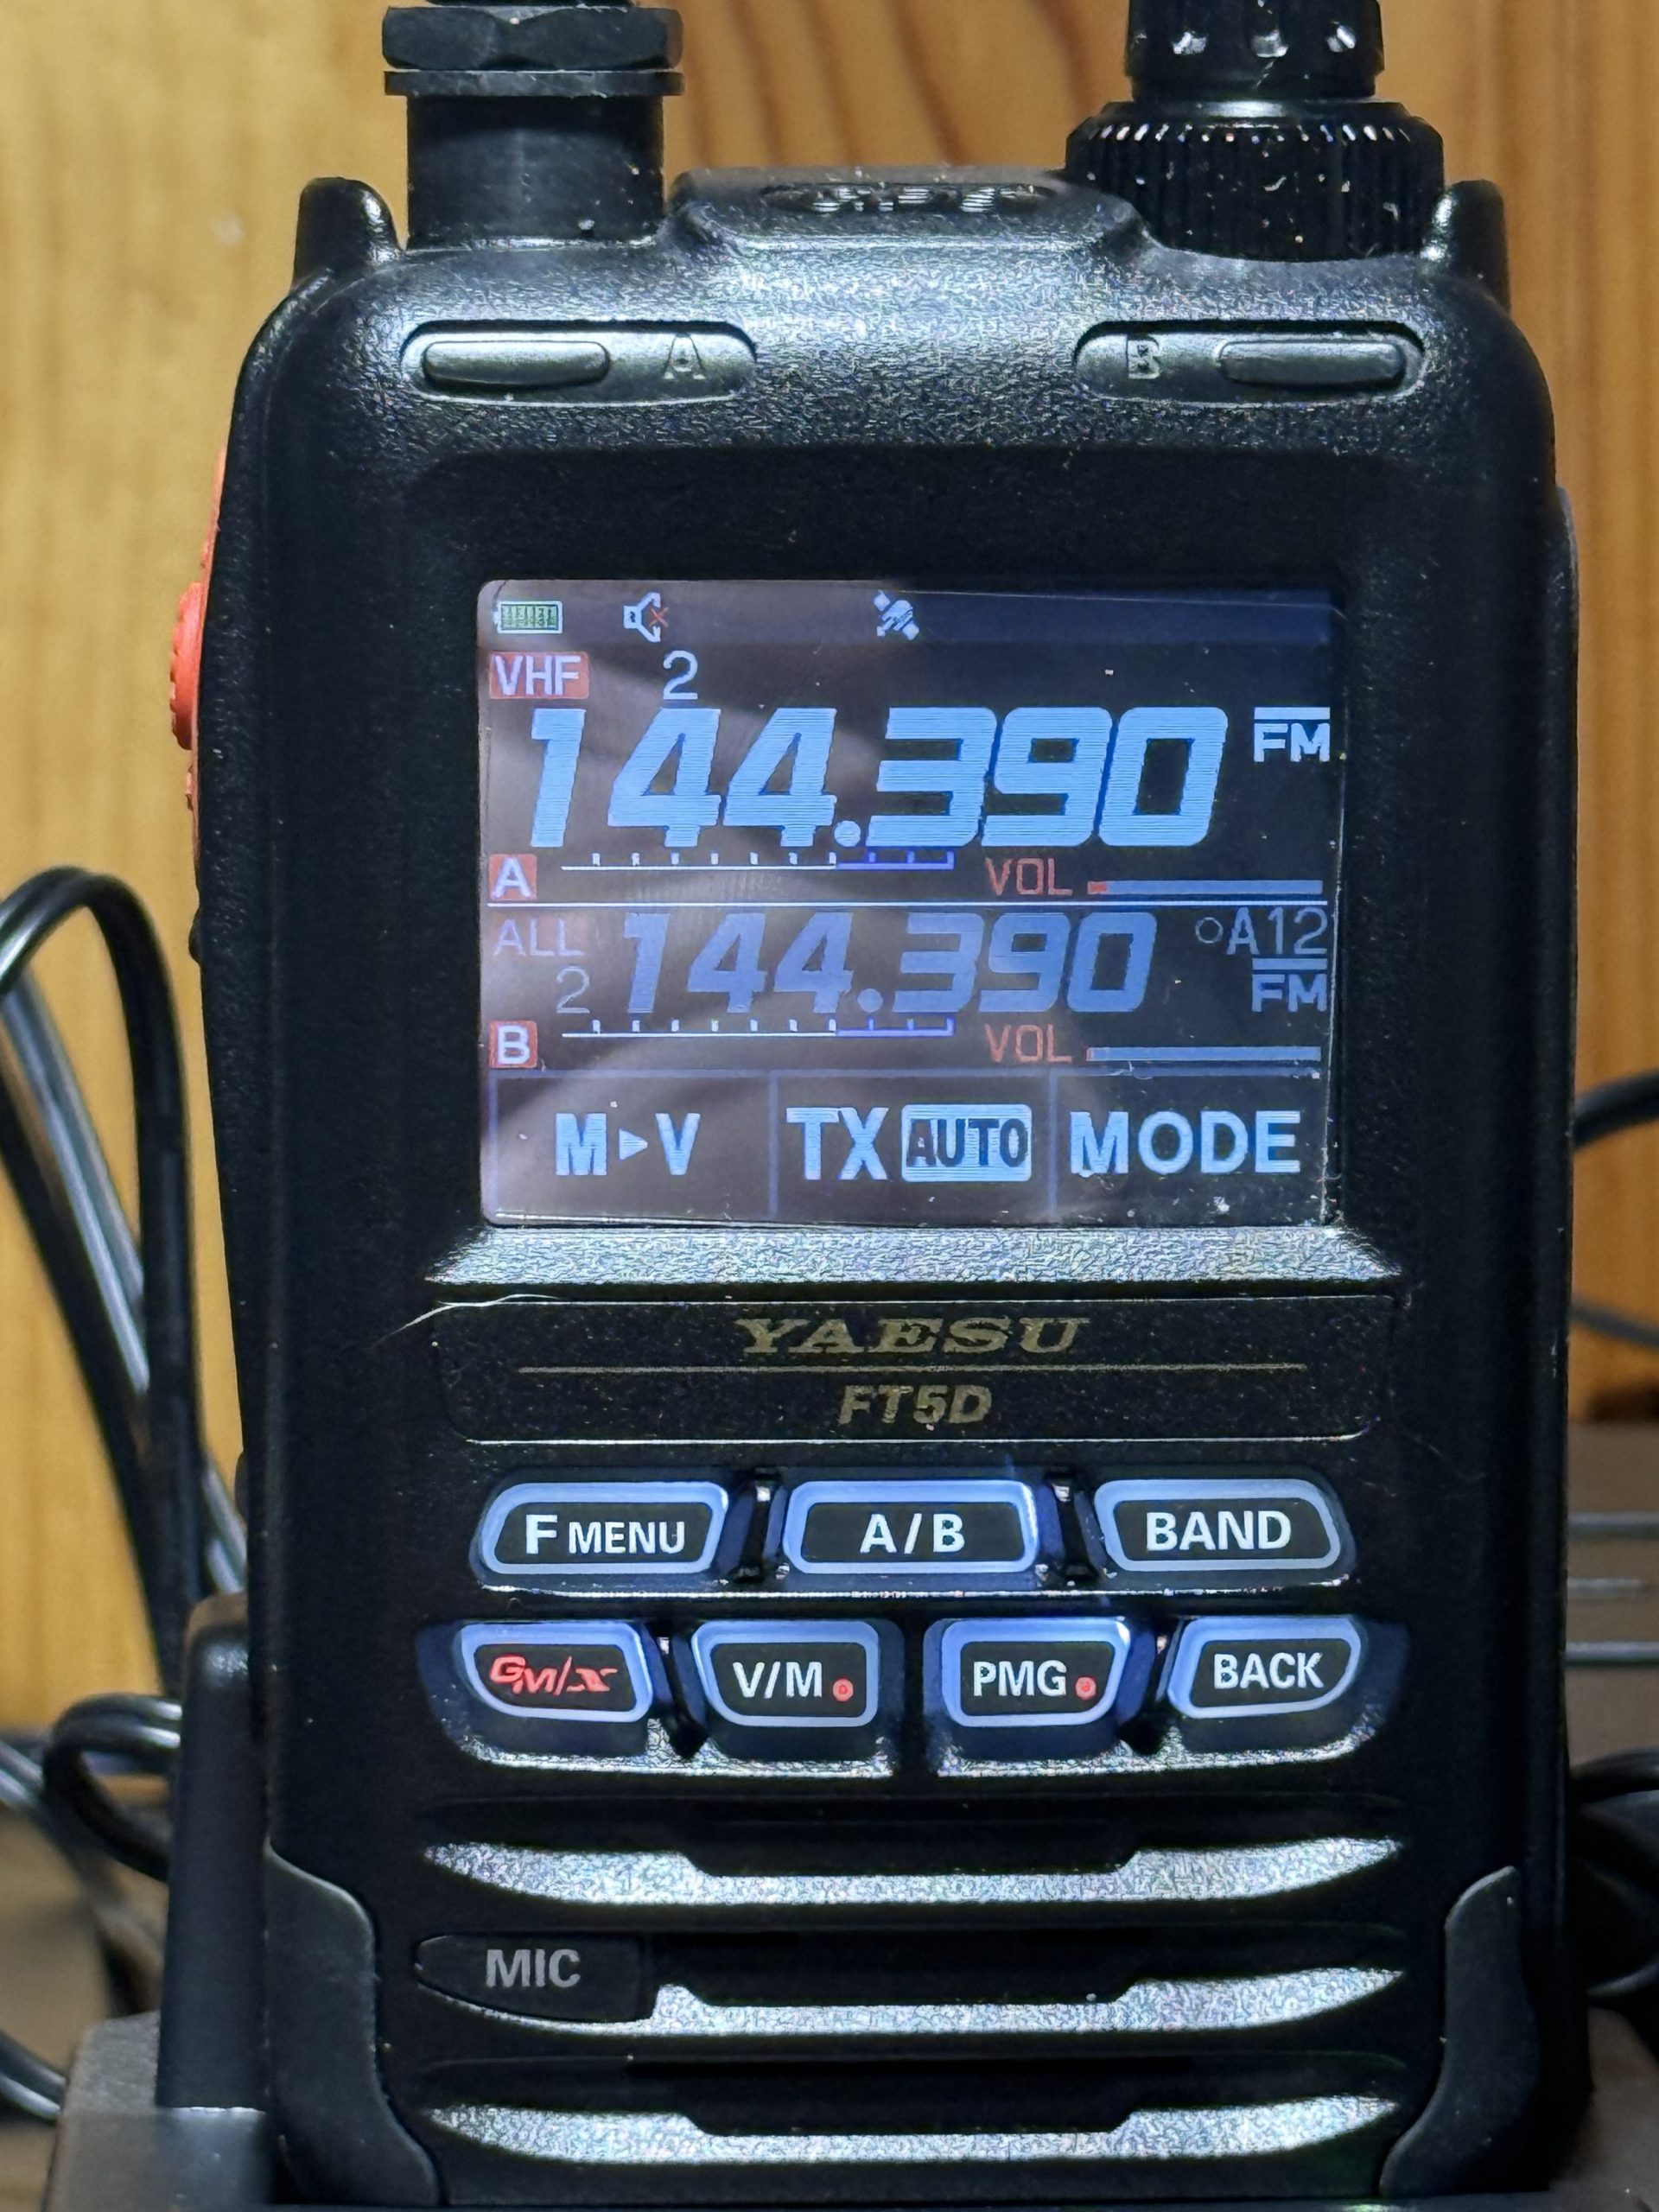 A B
VHF 2
144.390 FM
A VOL
ALL 144.390 A12
2 FM
B VOL
M▸V TX AUTO MODE
YAESU
FT5D
F MENU A/B BAND
GM/X V/M PMG BACK
MIC